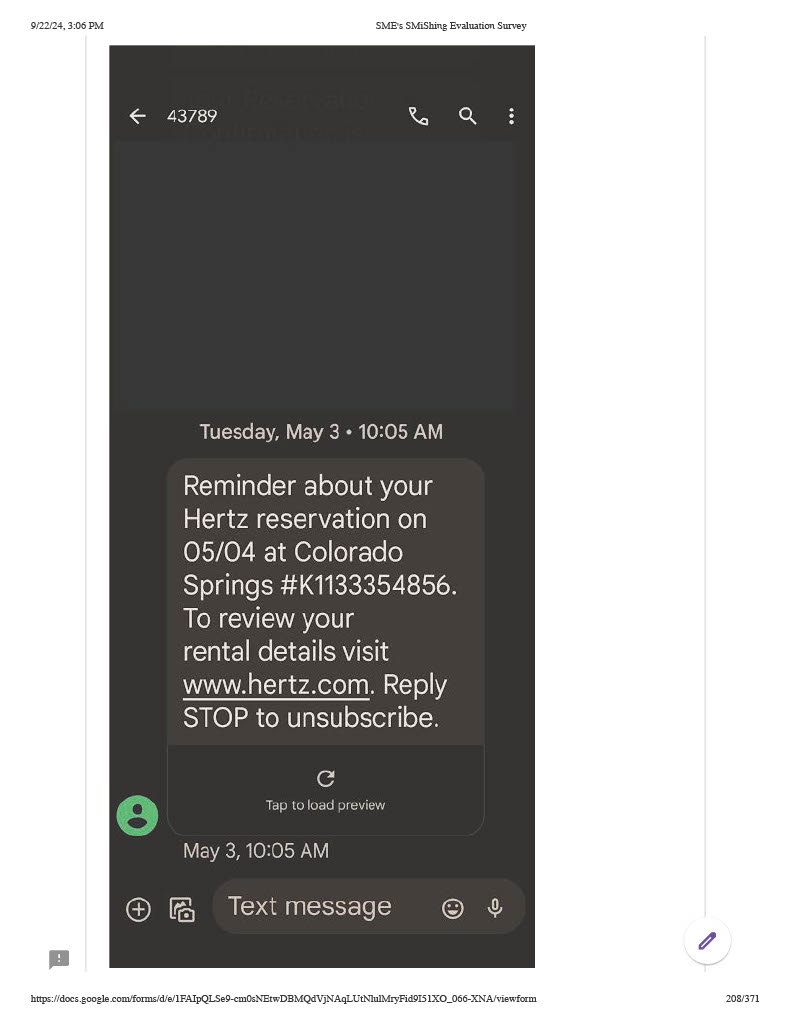 9/22/24, 3:06 PM
SME's SMiShing Evaluation Survey
43789
Tuesday, May 3 • 10:05 AM
Reminder about your
Hertz reservation on
05/04 at Colorado
Springs #K1133354856.
To review your
rental details visit
www.hertz.com. Reply
STOP to unsubscribe.
Tap to load preview
May 3, 10:05 AM
Text message
https://docs.google.com/forms/d/e/1FAIpQLSe9-cm0sNEtwDBMQdVjNAqLUtNlulMryFid9I51XO_066-XNA/viewform
208/371